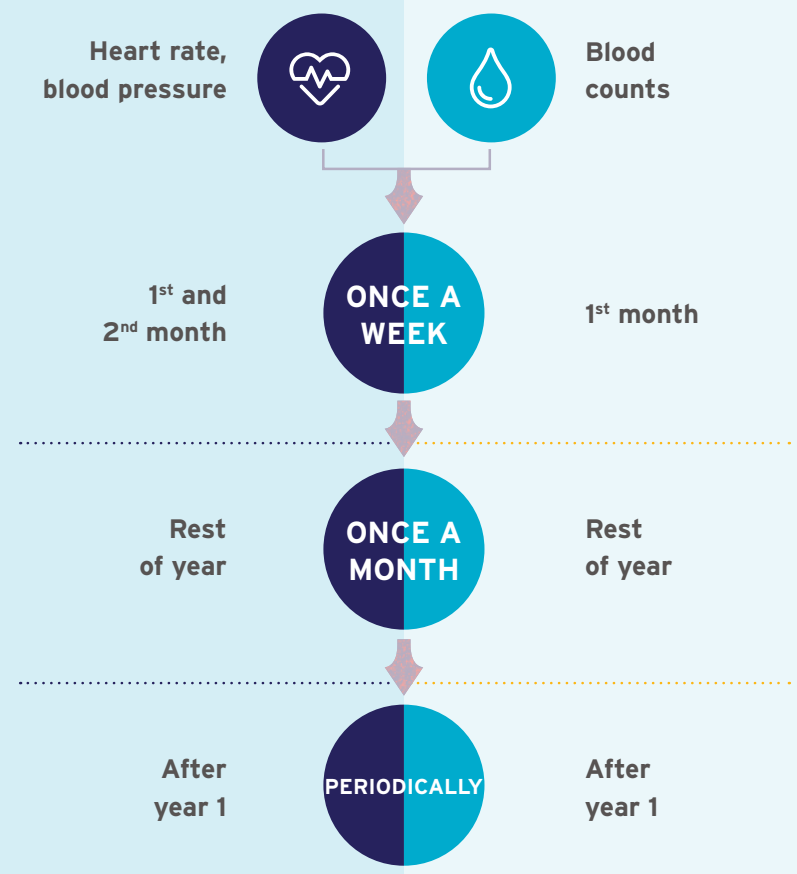 Heart rate,
blood pressure
Blood
counts
1st and
2nd month
ONCE A
WEEK
1st month
Rest
of year
ONCE A
MONTH
Rest
of year
After
year 1
PERIODICALLY
After
year 1